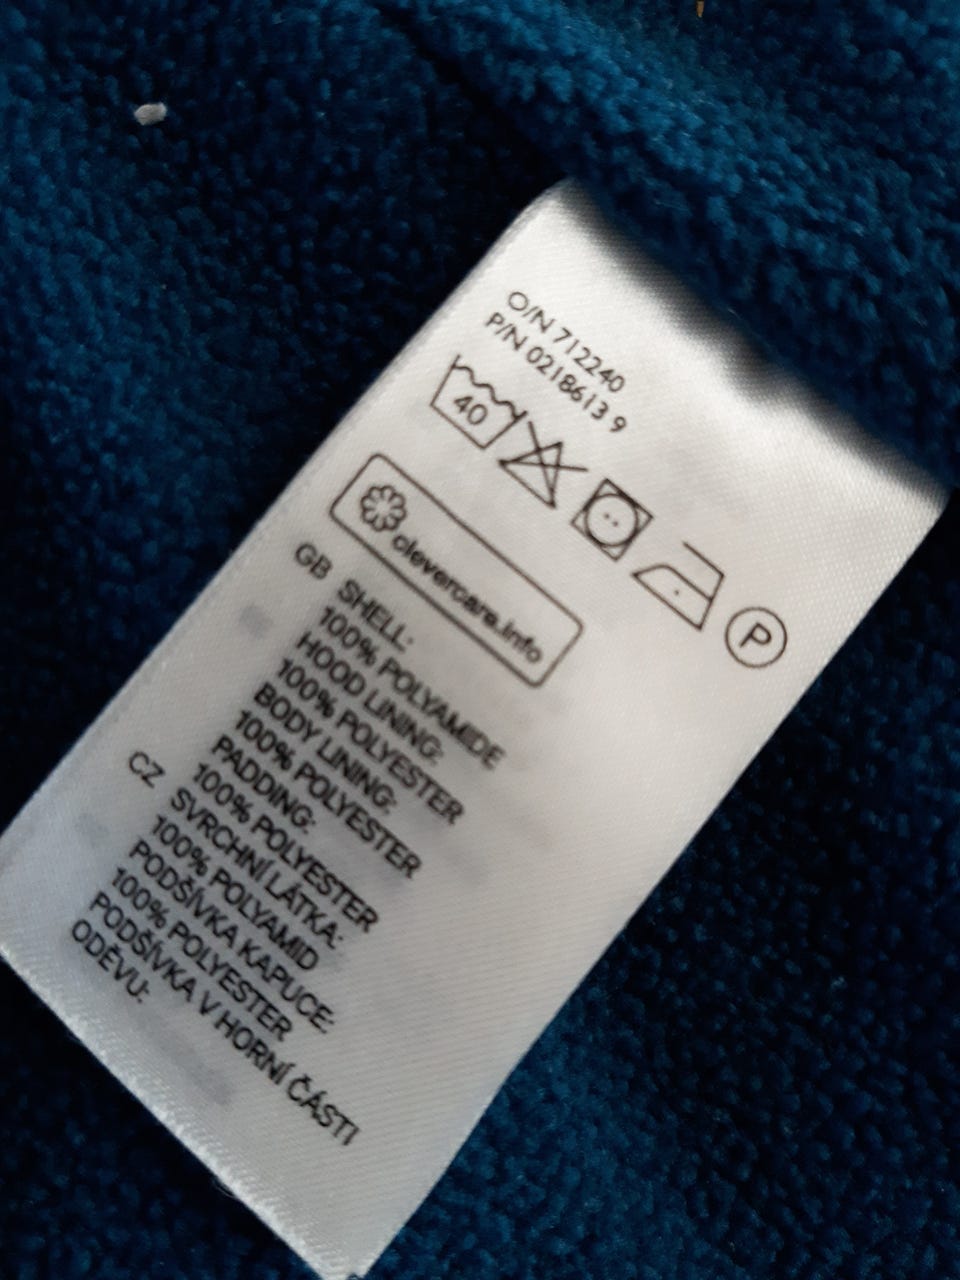 O/N 712240
P/N 0218613 9
40
P
clevercare.info
GB SHELL:
100% POLYAMIDE
HOOD LINING:
100% POLYESTER
BODY LINING:
100% POLYESTER
PADDING:
100% POLYESTER
CZ SVRCHNÍ LÁTKA:
100% POLYAMID
PODŠÍVKA KAPUCE:
100% POLYESTER
PODŠÍVKA V HORNÍ ČÁSTI
ODĚVU: